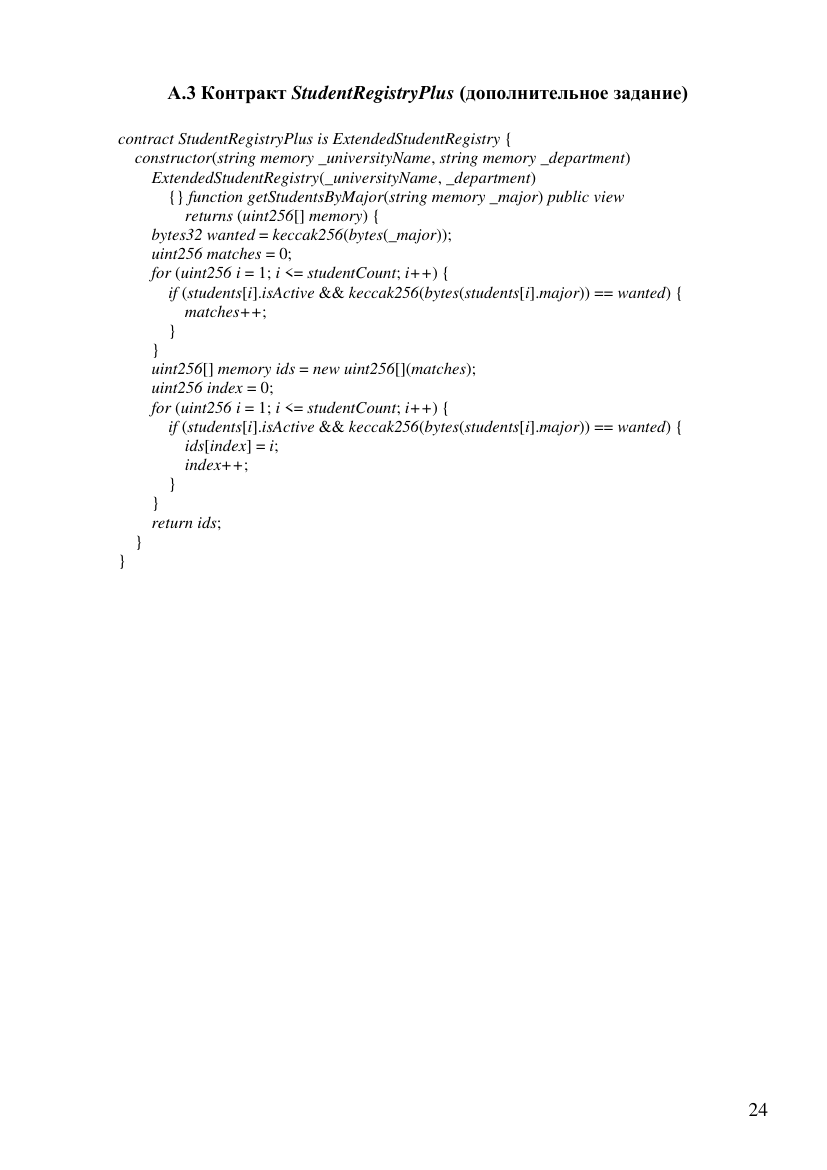 А.3 Контракт StudentRegistryPlus (дополнительное задание)
contract StudentRegistryPlus is ExtendedStudentRegistry {
constructor(string memory _universityName, string memory _department)
ExtendedStudentRegistry(_universityName, _department)
{} function getStudentsByMajor(string memory _major) public view
returns (uint256[] memory) {
bytes32 wanted = keccak256(bytes(_major));
uint256 matches = 0;
for (uint256 i = 1; i <= studentCount; i++) {
if (students[i].isActive && keccak256(bytes(students[i].major)) == wanted) {
matches++;
}
}
uint256[] memory ids = new uint256[](matches);
uint256 index = 0;
for (uint256 i = 1; i <= studentCount; i++) {
if (students[i].isActive && keccak256(bytes(students[i].major)) == wanted) {
ids[index] = i;
index++;
}
}
return ids;
}
}
24